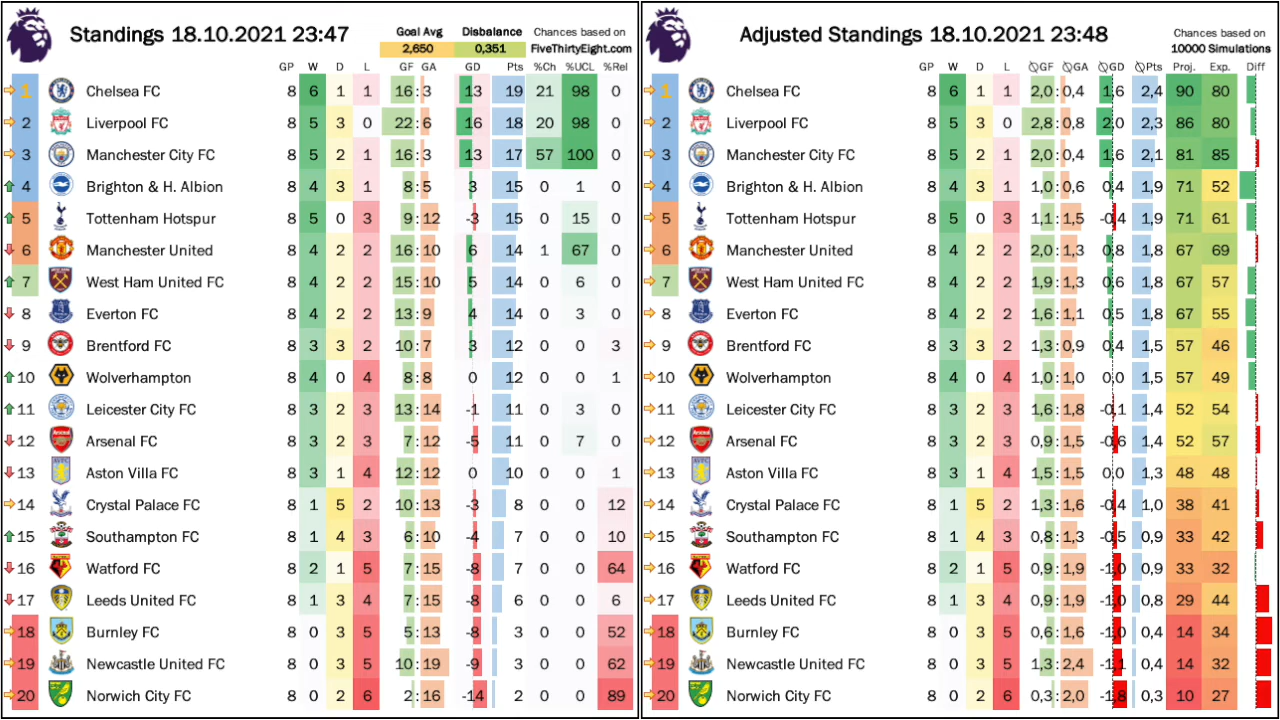 Standings 18.10.2021 23:47
Goal Avg Disbalance Chances based on
2,650 0,351 FiveThirtyEight.com
GP W D L GF GA GD Pts %Ch %UCL %Rel
1 Chelsea FC 8 6 1 1 16:3 13 19 21 98 0
2 Liverpool FC 8 5 3 0 22:6 16 18 20 98 0
3 Manchester City FC 8 5 2 1 16:3 13 17 57 100 0
4 Brighton & H. Albion 8 4 3 1 8:5 3 15 0 1 0
5 Tottenham Hotspur 8 5 0 3 9:12 -3 15 0 15 0
6 Manchester United 8 4 2 2 16:10 6 14 1 67 0
7 West Ham United FC 8 4 2 2 15:10 5 14 0 6 0
8 Everton FC 8 4 2 2 13:9 4 14 0 3 0
9 Brentford FC 8 3 3 2 10:7 3 12 0 0 3
10 Wolverhampton 8 4 0 4 8:8 0 12 0 0 1
11 Leicester City FC 8 3 2 3 13:14 -1 11 0 3 0
12 Arsenal FC 8 3 2 3 7:12 -5 11 0 7 0
13 Aston Villa FC 8 3 1 4 12:12 0 10 0 0 1
14 Crystal Palace FC 8 1 5 2 10:13 -3 8 0 0 12
15 Southampton FC 8 1 4 3 6:10 -4 7 0 0 10
16 Watford FC 8 2 1 5 7:15 -8 7 0 0 64
17 Leeds United FC 8 1 3 4 7:15 -8 6 0 0 6
18 Burnley FC 8 0 3 5 5:13 -8 3 0 0 52
19 Newcastle United FC 8 0 3 5 10:19 -9 3 0 0 62
20 Norwich City FC 8 0 2 6 2:16 -14 2 0 0 89
Adjusted Standings 18.10.2021 23:48
Chances based on
10000 Simulations
GP W D L ∅GF ∅GA ∅GD ∅Pts Proj. Exp. Diff
1 Chelsea FC 8 6 1 1 2,0:0,4 1,6 2,4 90 80
2 Liverpool FC 8 5 3 0 2,8:0,8 2,0 2,3 86 80
3 Manchester City FC 8 5 2 1 2,0:0,4 1,6 2,1 81 85
4 Brighton & H. Albion 8 4 3 1 1,0:0,6 0,4 1,9 71 52
5 Tottenham Hotspur 8 5 0 3 1,1:1,5 -0,4 1,9 71 61
6 Manchester United 8 4 2 2 2,0:1,3 0,8 1,8 67 69
7 West Ham United FC 8 4 2 2 1,9:1,3 0,6 1,8 67 57
8 Everton FC 8 4 2 2 1,6:1,1 0,5 1,8 67 55
9 Brentford FC 8 3 3 2 1,3:0,9 0,4 1,5 57 46
10 Wolverhampton 8 4 0 4 1,0:1,0 0,0 1,5 57 49
11 Leicester City FC 8 3 2 3 1,6:1,8 -0,1 1,4 52 54
12 Arsenal FC 8 3 2 3 0,9:1,5 -0,6 1,4 52 57
13 Aston Villa FC 8 3 1 4 1,5:1,5 0,0 1,3 48 48
14 Crystal Palace FC 8 1 5 2 1,3:1,6 -0,4 1,0 38 41
15 Southampton FC 8 1 4 3 0,8:1,3 -0,5 0,9 33 42
16 Watford FC 8 2 1 5 0,9:1,9 -1,0 0,9 33 32
17 Leeds United FC 8 1 3 4 0,9:1,9 -1,0 0,8 29 44
18 Burnley FC 8 0 3 5 0,6:1,6 -1,0 0,4 14 34
19 Newcastle United FC 8 0 3 5 1,3:2,4 -1,1 0,4 14 32
20 Norwich City FC 8 0 2 6 0,3:2,0 -1,8 0,3 10 27